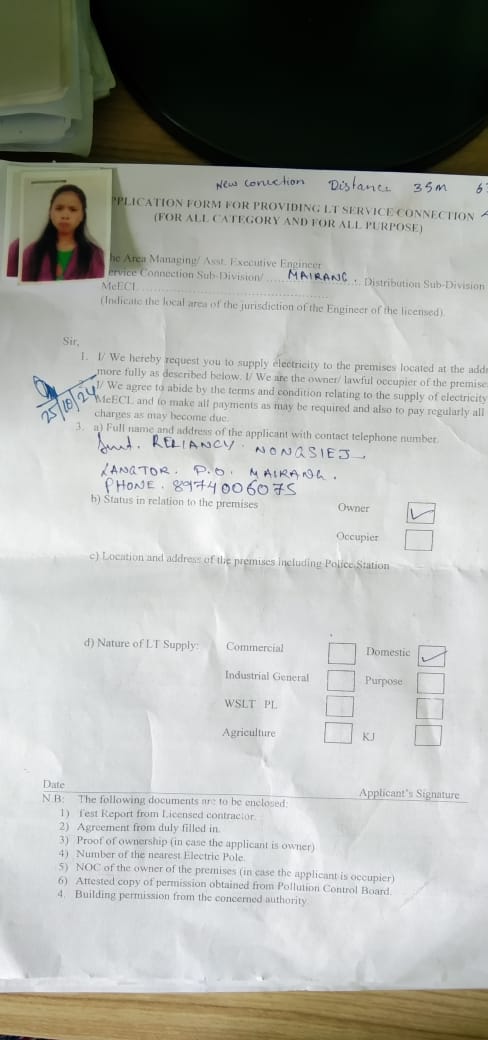 New conection Distance 35m
PPLICATION FORM FOR PROVIDING LT SERVICE CONNECTION
(FOR ALL CATEGORY AND FOR ALL PURPOSE)
he Area Managing/ Asst. Executive Engineer
ervice Connection Sub-Division/ ..... MAIRANG . Distribution Sub-Division
MeECL
(Indicate the local area of the jurisdiction of the Engineer of the licensed).
Sir,
1. I/ We hereby request you to supply electricity to the premises located at the addr
more fully as described below. I/ We are the owner/ lawful occupier of the premise
I/ We agree to abide by the terms and condition relating to the supply of electricity
MeECL and to make all payments as may be required and also to pay regularly all
charges as may become due.
25/10/24
3. a) Full name and address of the applicant with contact telephone number.
Smt. RELIANCY. NONGSIEJ
LANGTOR. P.O. MAIRANG.
PHONE. 8974006075
b) Status in relation to the premises Owner
Occupier
c) Location and address of the premises including Police Station
d) Nature of LT Supply: Commercial Domestic
Industrial General Purpose
WSLT PL
Agriculture KJ
Date Applicant's Signature
N.B: The following documents are to be enclosed:
1) Test Report from Licensed contractor.
2) Agreement from duly filled in.
3) Proof of ownership (in case the applicant is owner)
4) Number of the nearest Electric Pole.
5) NOC of the owner of the premises (in case the applicant is occupier)
6) Attested copy of permission obtained from Pollution Control Board.
4. Building permission from the concerned authority.